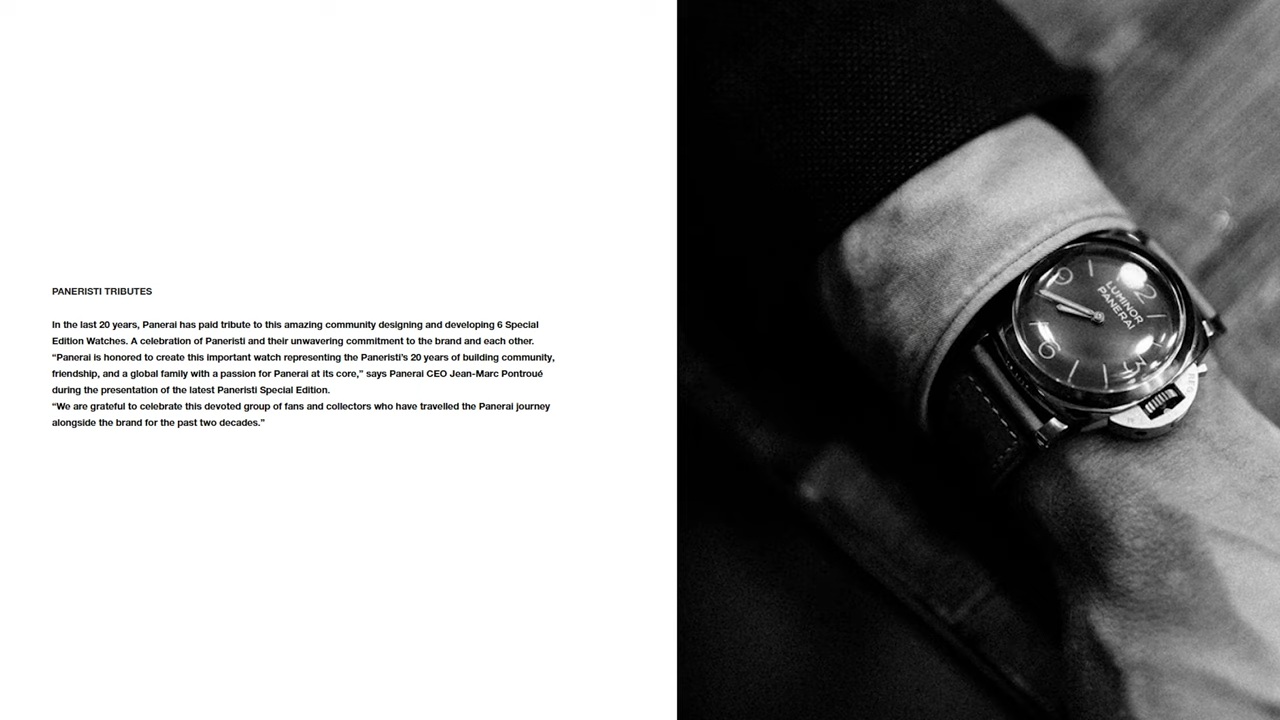 PANERISTI TRIBUTES
In the last 20 years, Panerai has paid tribute to this amazing community designing and developing 6 Special
Edition Watches. A celebration of Paneristi and their unwavering commitment to the brand and each other.
“Panerai is honored to create this important watch representing the Paneristi’s 20 years of building community,
friendship, and a global family with a passion for Panerai at its core,” says Panerai CEO Jean-Marc Pontroué
during the presentation of the latest Paneristi Special Edition.
“We are grateful to celebrate this devoted group of fans and collectors who have travelled the Panerai journey
alongside the brand for the past two decades.”
12
9
LUMINOR
PANERAI
6
3